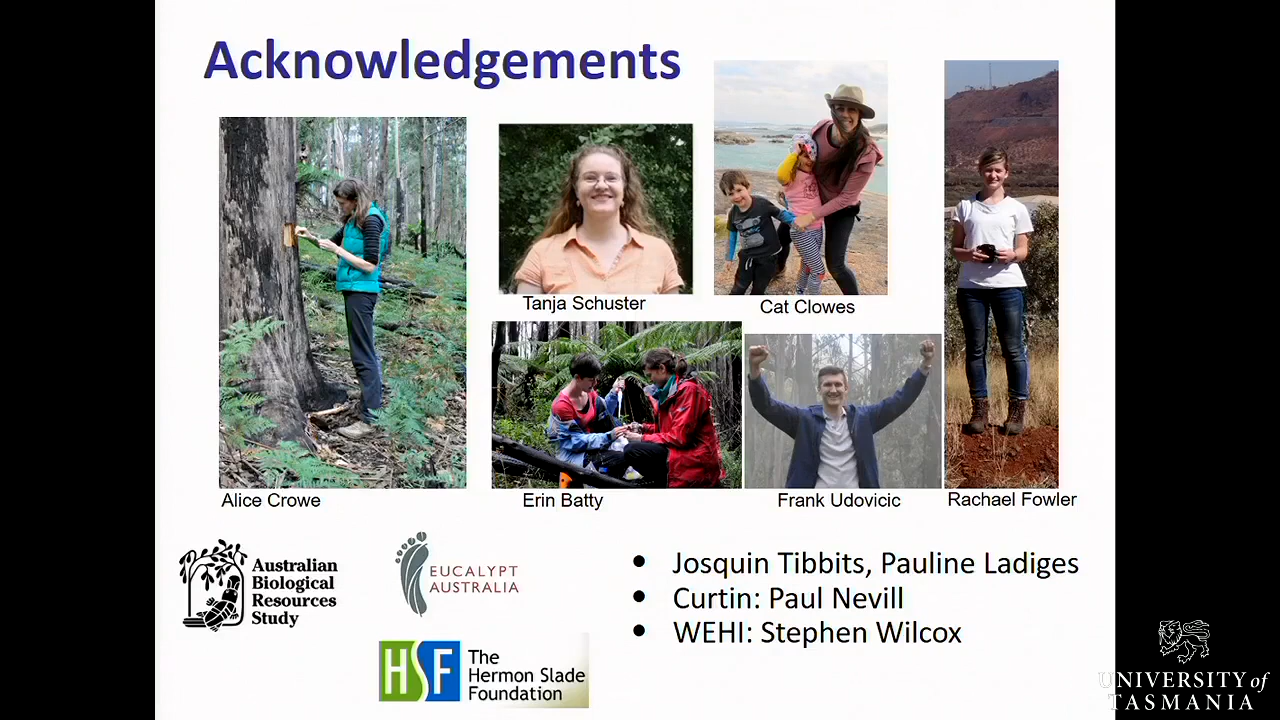 Acknowledgements
Tanja Schuster
Cat Clowes
Alice Crowe
Erin Batty
Frank Udovicic
Rachael Fowler
Australian
Biological
Resources
Study
EUCALYPT
AUSTRALIA
HSF
The
Hermon Slade
Foundation
• Josquin Tibbits, Pauline Ladiges
• Curtin: Paul Nevill
• WEHI: Stephen Wilcox
UNIVERSITY of
TASMANIA